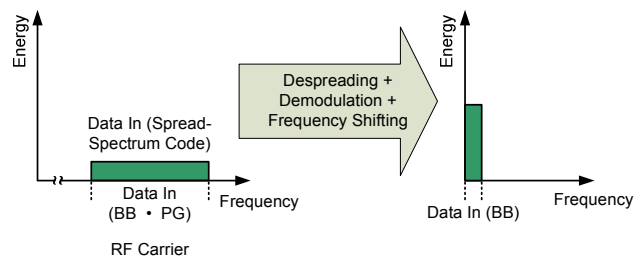 Energy
Data In (Spread-
Spectrum Code)
Data In
(BB • PG)
Frequency
RF Carrier
Despreading +
Demodulation +
Frequency Shifting
Energy
Frequency
Data In (BB)